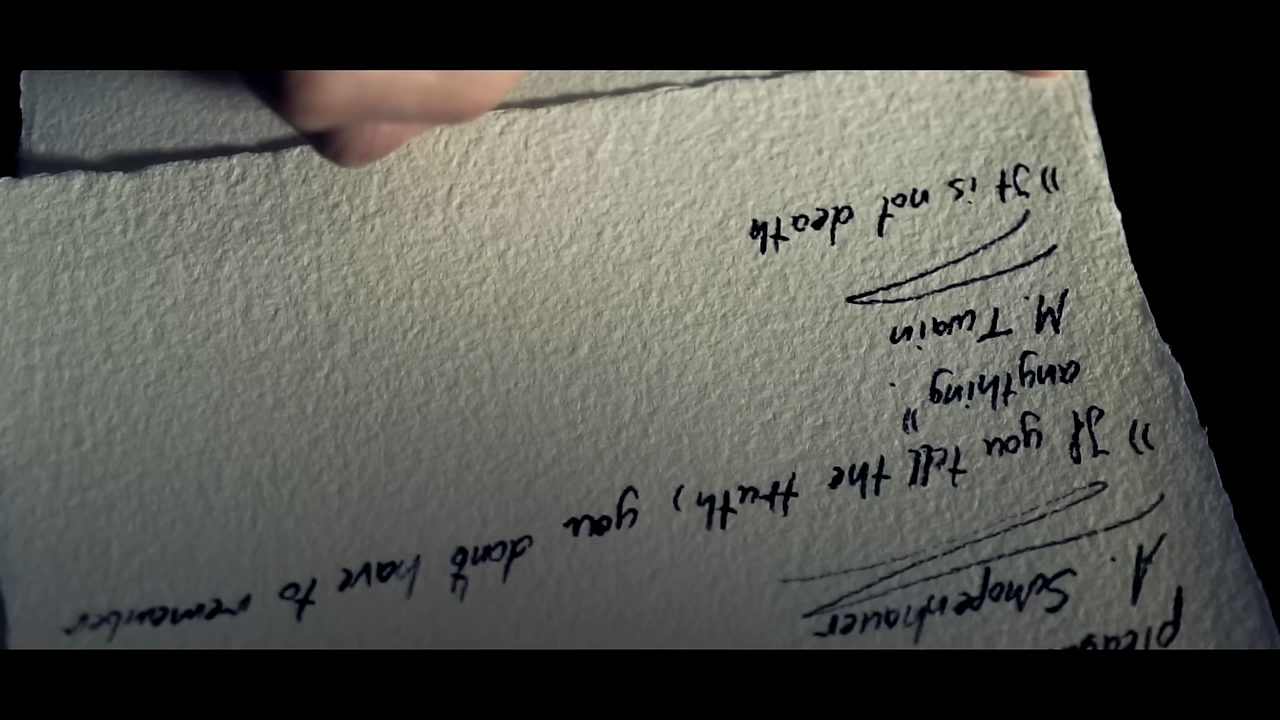 A. Schopenhauer
"If you tell the truth, you don't have to remember
anything".
M. Twain
"It is not death